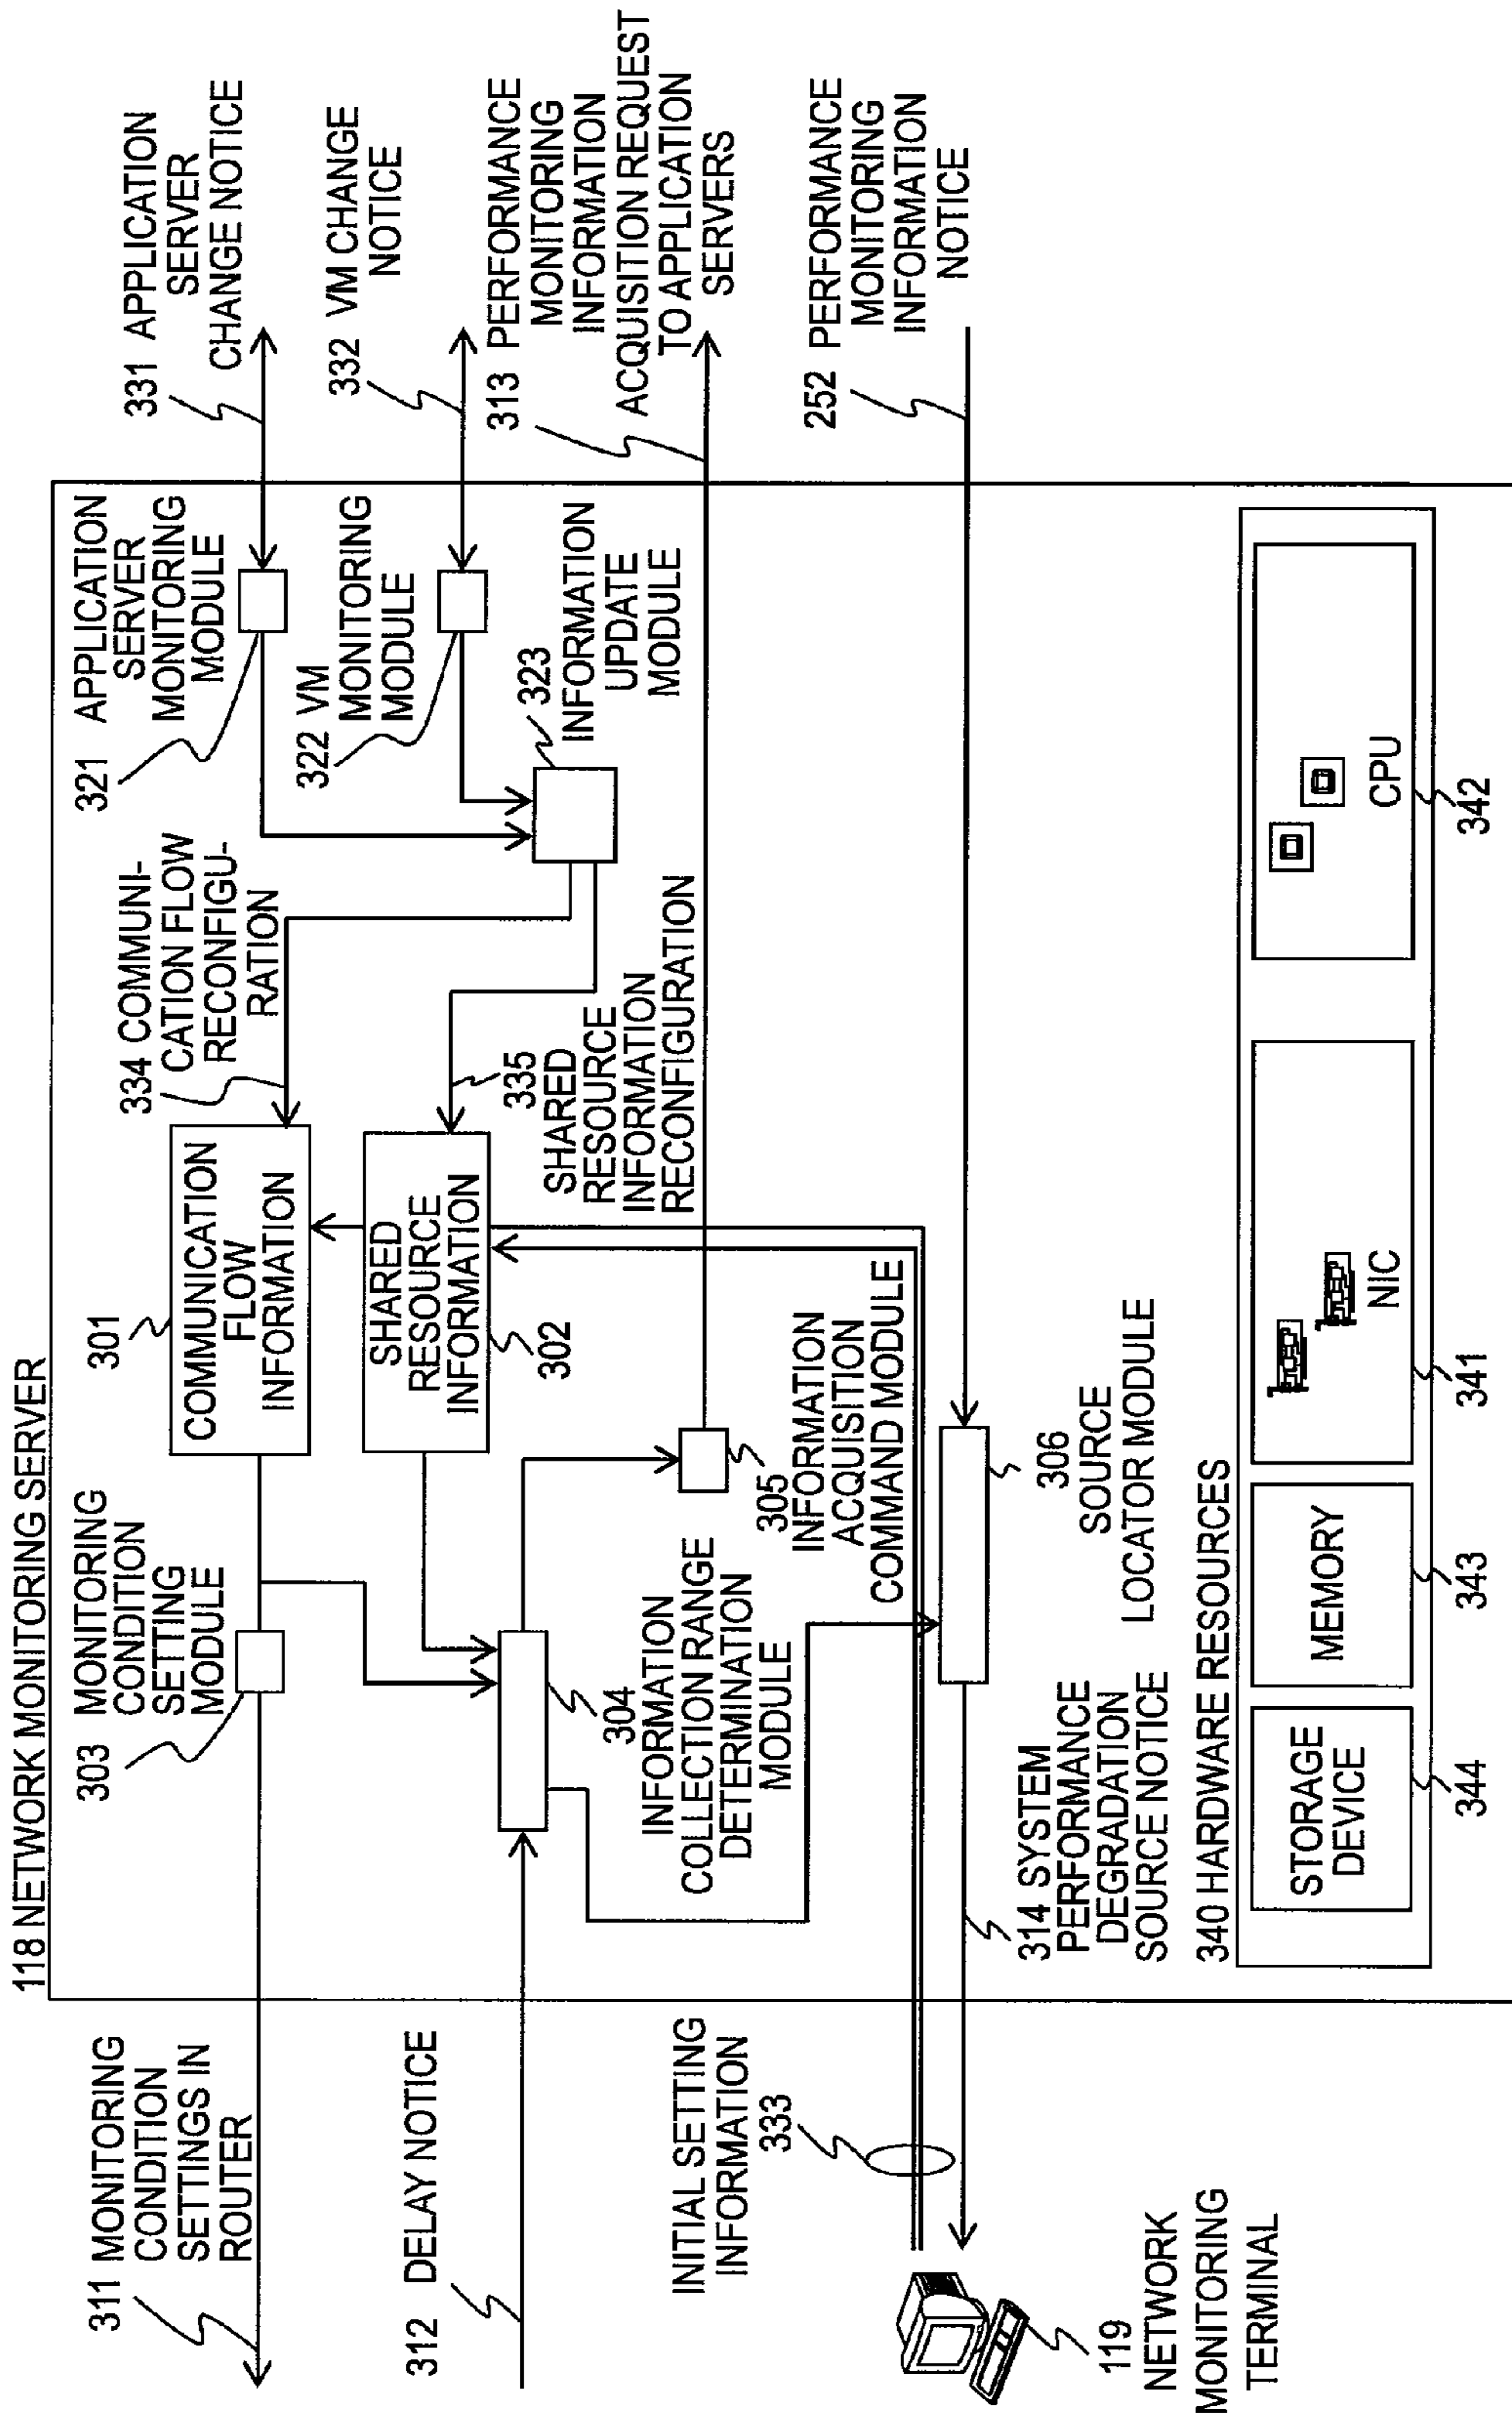 118 NETWORK MONITORING SERVER
311 MONITORING
CONDITION
SETTINGS IN
ROUTER
303 MONITORING
CONDITION
SETTING
MODULE
301
COMMUNICATION
FLOW
INFORMATION
334 COMMUNI-
CATION FLOW
RECONFIGU-
RATION
321 APPLICATION
SERVER
MONITORING
MODULE
331 APPLICATION
SERVER
CHANGE NOTICE
322 VM
MONITORING
MODULE
332 VM CHANGE
NOTICE
312 DELAY NOTICE
SHARED
RESOURCE
INFORMATION
302
335
SHARED
RESOURCE
INFORMATION
RECONFIGURATION
323
INFORMATION
UPDATE
MODULE
313 PERFORMANCE
MONITORING
INFORMATION
ACQUISITION REQUEST
TO APPLICATION
SERVERS
304
INFORMATION
COLLECTION RANGE
DETERMINATION
MODULE
305
INFORMATION
ACQUISITION
COMMAND MODULE
INITIAL SETTING
INFORMATION
333
252 PERFORMANCE
MONITORING
INFORMATION
NOTICE
119
NETWORK
MONITORING
TERMINAL
314 SYSTEM
PERFORMANCE
DEGRADATION
SOURCE NOTICE
306
SOURCE
LOCATOR MODULE
340 HARDWARE RESOURCES
STORAGE
DEVICE
344
MEMORY
343
NIC
341
CPU
342